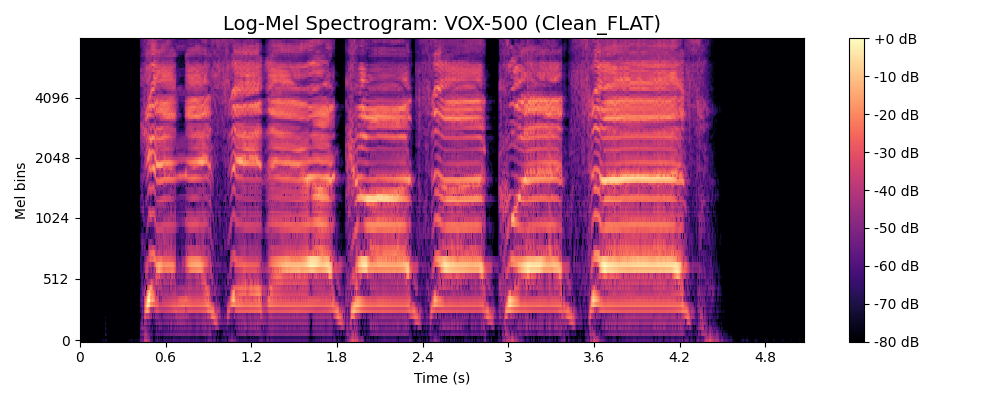 Log-Mel Spectrogram: VOX-500 (Clean_FLAT)
Mel bins
4096
2048
1024
512
0
0 0.6 1.2 1.8 2.4 3 3.6 4.2 4.8
Time (s)
+0 dB
-10 dB
-20 dB
-30 dB
-40 dB
-50 dB
-60 dB
-70 dB
-80 dB